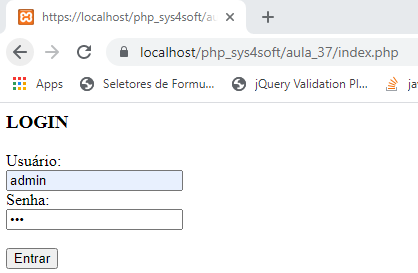 https://localhost/php_sys4soft/au
localhost/php_sys4soft/aula_37/index.php
Apps
Seletores de Formu...
jQuery Validation Pl...
ja
LOGIN
Usuário:
admin
Senha:
•••
Entrar